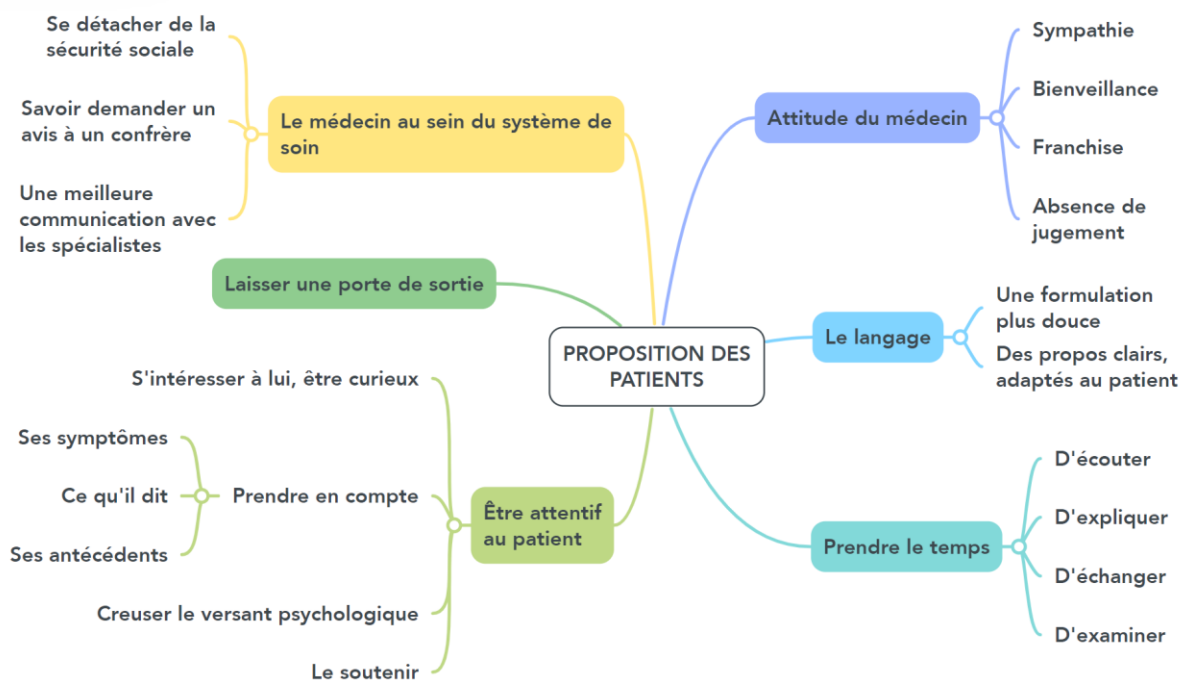 Se détacher de la
sécurité sociale
Savoir demander un
avis à un confrère
Une meilleure
communication avec
les spécialistes
Le médecin au sein du système de
soin
Laisser une porte de sortie
S'intéresser à lui, être curieux
Ses symptômes
Ce qu'il dit
Ses antécédents
Prendre en compte
Creuser le versant psychologique
Le soutenir
Être attentif
au patient
PROPOSITION DES
PATIENTS
Attitude du médecin
Sympathie
Bienveillance
Franchise
Absence de
jugement
Le langage
Une formulation
plus douce
Des propos clairs,
adaptés au patient
Prendre le temps
D'écouter
D'expliquer
D'échanger
D'examiner